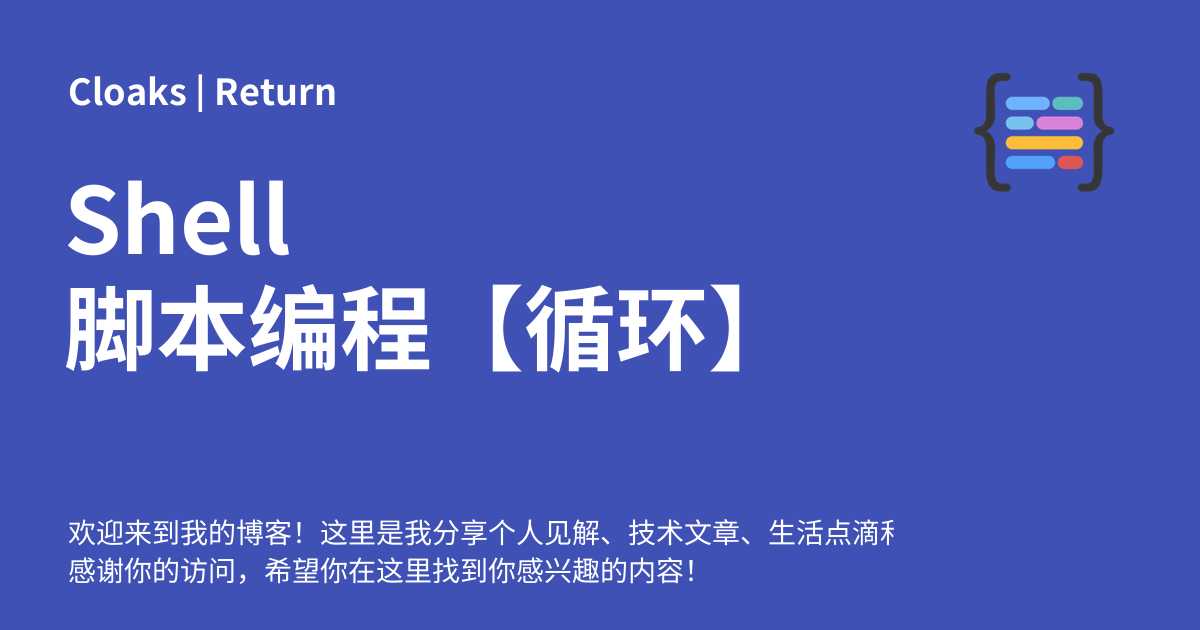 Cloaks | Return
Shell
脚本编程【循环】
欢迎来到我的博客！这里是我分享个人见解、技术文章、生活点滴
感谢你的访问，希望你在这里找到你感兴趣的内容！